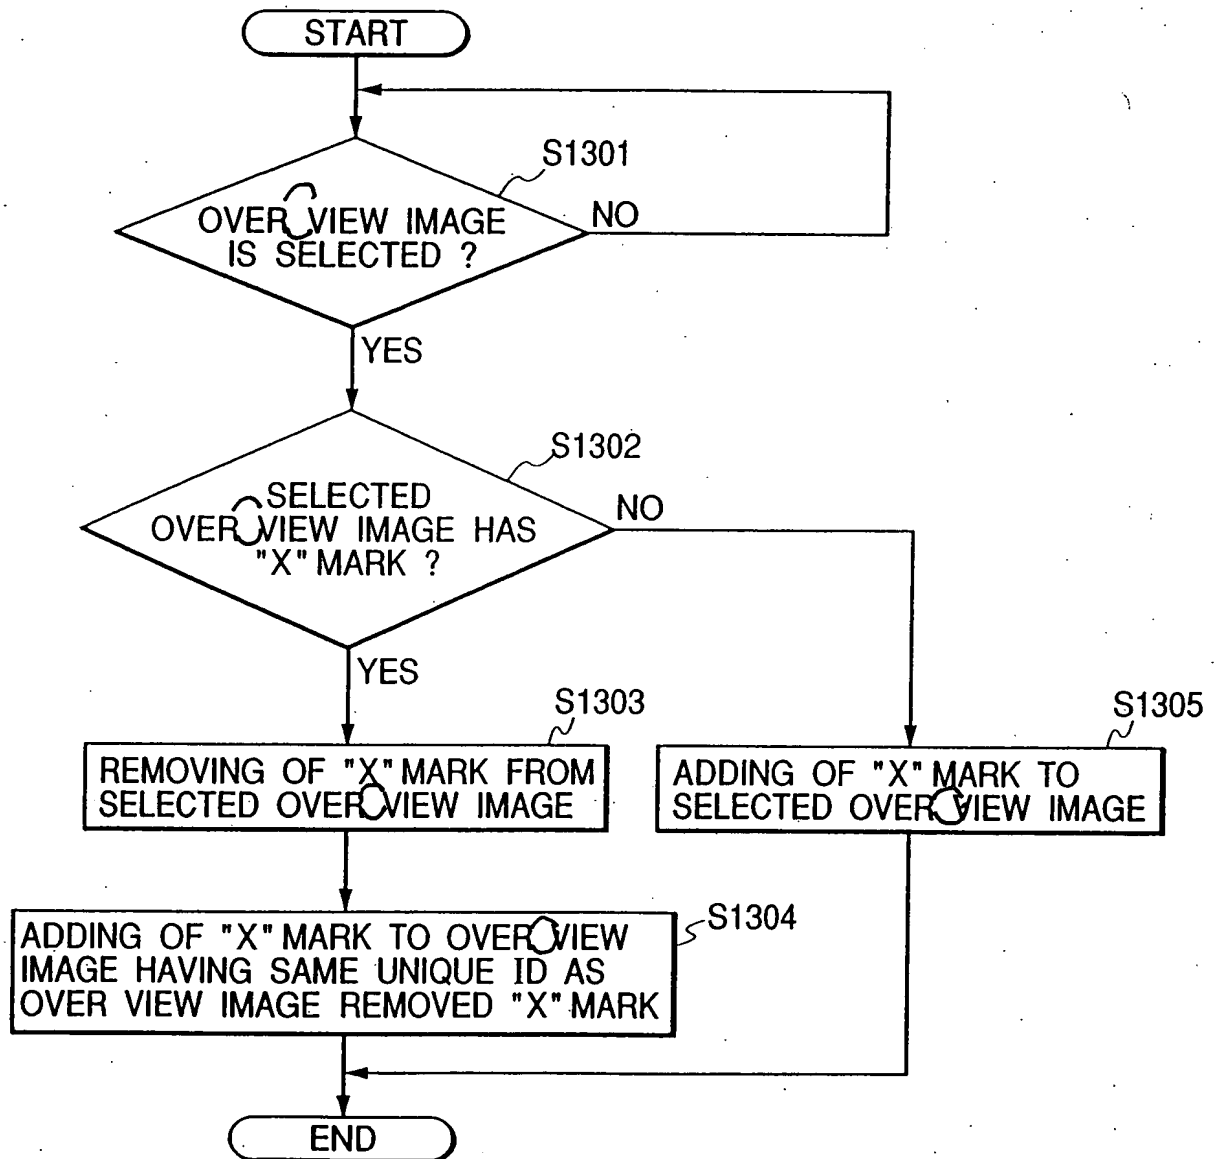 START
S1301
OVER VIEW IMAGE
IS SELECTED ?
NO
YES
S1302
SELECTED
OVER VIEW IMAGE HAS
"X" MARK ?
NO
YES
S1303
REMOVING OF "X" MARK FROM
SELECTED OVER VIEW IMAGE
S1305
ADDING OF "X" MARK TO
SELECTED OVER VIEW IMAGE
S1304
ADDING OF "X" MARK TO OVER VIEW
IMAGE HAVING SAME UNIQUE ID AS
OVER VIEW IMAGE REMOVED "X" MARK
END